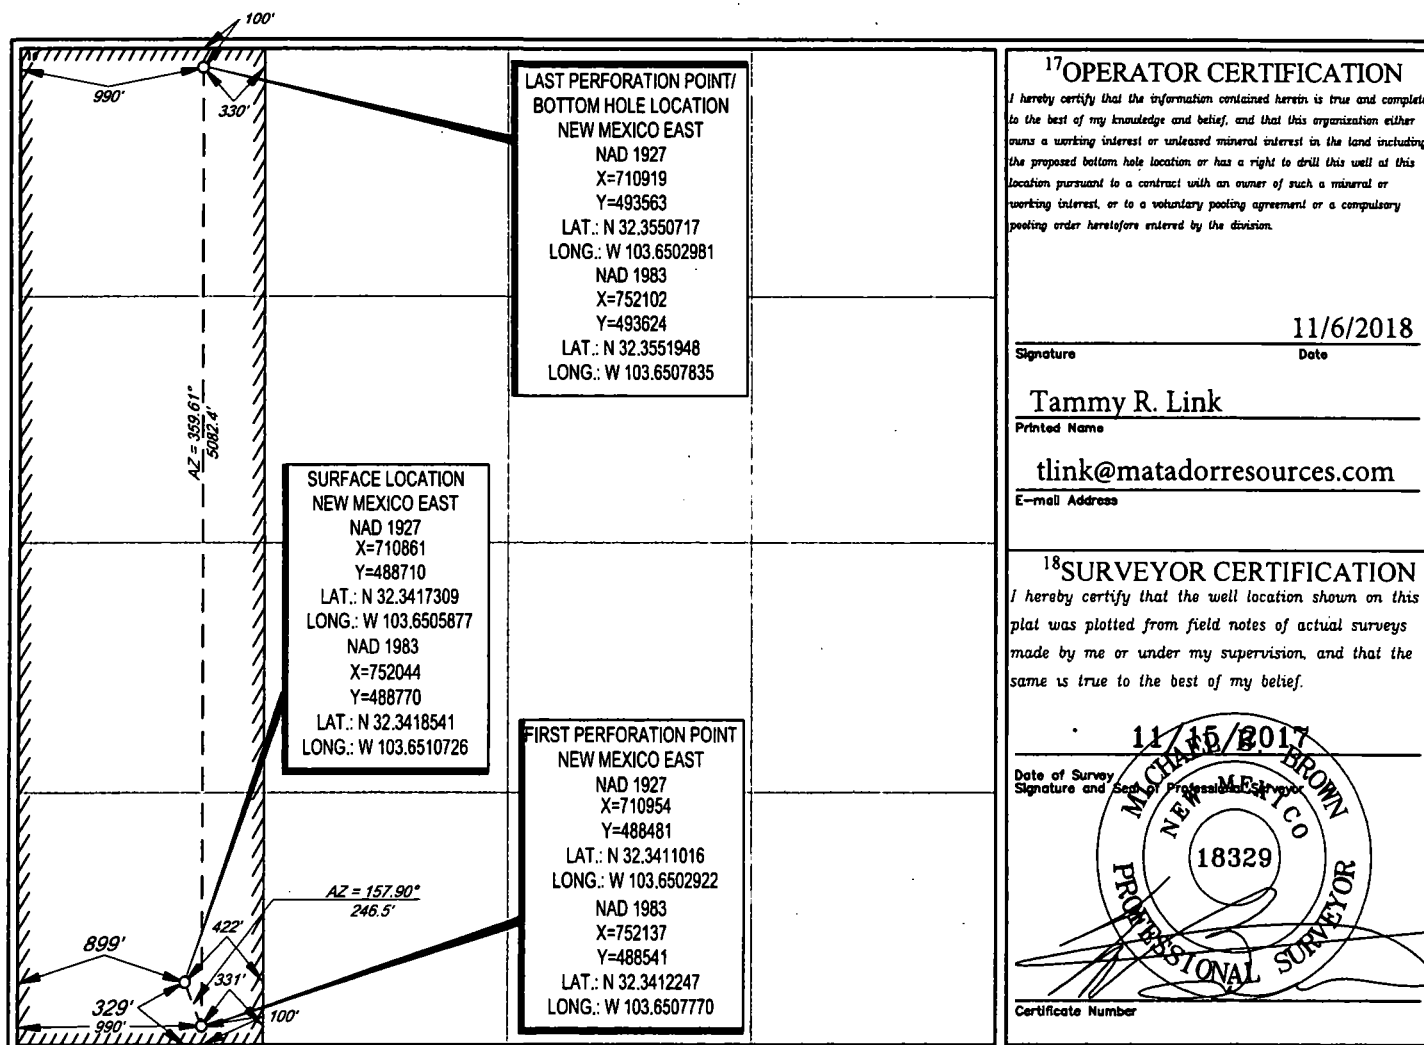 100'
990'
330'
LAST PERFORATION POINT/
BOTTOM HOLE LOCATION
NEW MEXICO EAST
NAD 1927
X=710919
Y=493563
LAT.: N 32.3550717
LONG.: W 103.6502981
NAD 1983
X=752102
Y=493624
LAT.: N 32.3551948
LONG.: W 103.6507835
AZ = 359.61°
5082.4'
SURFACE LOCATION
NEW MEXICO EAST
NAD 1927
X=710861
Y=488710
LAT.: N 32.3417309
LONG.: W 103.6505877
NAD 1983
X=752044
Y=488770
LAT.: N 32.3418541
LONG.: W 103.6510726
FIRST PERFORATION POINT
NEW MEXICO EAST
NAD 1927
X=710954
Y=488481
LAT.: N 32.3411016
LONG.: W 103.6502922
NAD 1983
X=752137
Y=488541
LAT.: N 32.3412247
LONG.: W 103.6507770
AZ = 157.90°
246.5'
899'
422'
331'
329'
990'
100'
17OPERATOR CERTIFICATION
I hereby certify that the information contained herein is true and complete
to the best of my knowledge and belief, and that this organization either
owns a working interest or unleased mineral interest in the land including
the proposed bottom hole location or has a right to drill this well at this
location pursuant to a contract with an owner of such a mineral or
working interest, or to a voluntary pooling agreement or a compulsory
pooling order heretofore entered by the division.
11/6/2018
Signature Date
Tammy R. Link
Printed Name
tlink@matadorresources.com
E-mail Address
18SURVEYOR CERTIFICATION
I hereby certify that the well location shown on this
plat was plotted from field notes of actual surveys
made by me or under my supervision, and that the
same is true to the best of my belief.
11/15/2017
Date of Survey
Signature and Seal of Professional Surveyor
MICHAEL B. BROWN
NEW MEXICO
18329
PROFESSIONAL SURVEYOR
Certificate Number